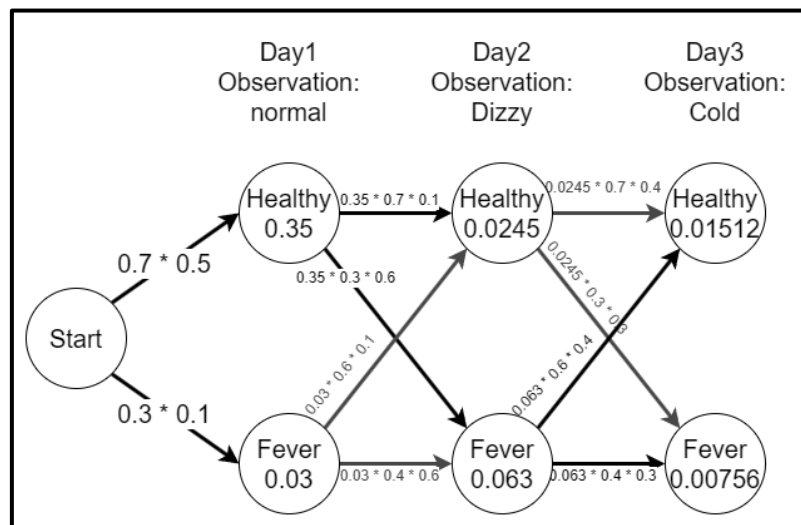 Day1
Observation:
normal
Day2
Observation:
Dizzy
Day3
Observation:
Cold
Healthy
0.35
0.35 * 0.7 * 0.1
Healthy
0.0245
0.0245 * 0.7 * 0.4
Healthy
0.01512
0.7 * 0.5
0.35 * 0.3 * 0.6
0.0245 * 0.3 * 0.3
Start
0.03 * 0.6 * 0.1
0.063 * 0.6 * 0.4
0.3 * 0.1
Fever
0.03
0.03 * 0.4 * 0.6
Fever
0.063
0.063 * 0.4 * 0.3
Fever
0.00756